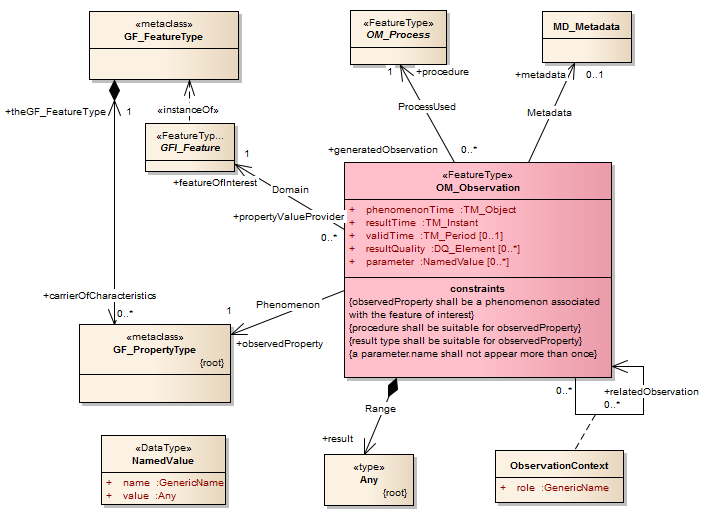 «metaclass»
GF_FeatureType
«FeatureType»
OM_Process
MD_Metadata
+theGF_FeatureType
1
«instanceOf»
1
+procedure
+metadata
0..1
ProcessUsed
Metadata
«FeatureTyp...
GFI_Feature
1
+generatedObservation
0..*
+featureOfInterest
Domain
+propertyValueProvider
0..*
«FeatureType»
OM_Observation
+ phenomenonTime :TM_Object
+ resultTime :TM_Instant
+ validTime :TM_Period [0..1]
+ resultQuality :DQ_Element [0..*]
+ parameter :NamedValue [0..*]
constraints
{observedProperty shall be a phenomenon associated
with the feature of interest}
{procedure shall be suitable for observedProperty}
{result type shall be suitable for observedProperty}
{a parameter.name shall not appear more than once}
+carrierOfCharacteristics
0..*
Phenomenon
1
+observedProperty
«metaclass»
GF_PropertyType
{root}
0..*
+relatedObservation
0..*
Range
+result
«DataType»
NamedValue
+ name :GenericName
+ value :Any
«type»
Any
{root}
ObservationContext
+ role :GenericName